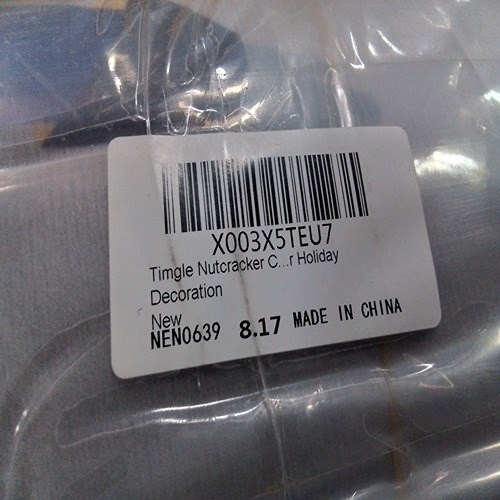 X003X5TEU7
Timgle Nutcracker C...r Holiday
Decoration
New
NEN0639 8.17 MADE IN CHINA